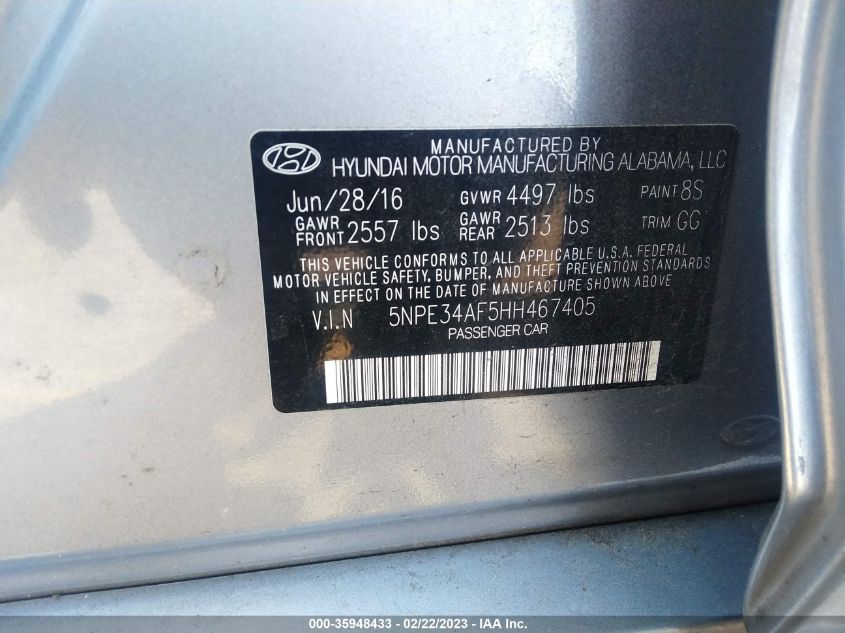 MANUFACTURED BY
HYUNDAI MOTOR MANUFACTURING ALABAMA, LLC
Jun/28/16 GVWR 4497 lbs PAINT 8S
GAWR FRONT 2557 lbs GAWR REAR 2513 lbs TRIM GG
THIS VEHICLE CONFORMS TO ALL APPLICABLE U.S.A. FEDERAL
MOTOR VEHICLE SAFETY, BUMPER, AND THEFT PREVENTION STANDARDS
IN EFFECT ON THE DATE OF MANUFACTURE SHOWN ABOVE
V.I.N 5NPE34AF5HH467405
PASSENGER CAR
000-35948433 - 02/22/2023 - IAA Inc.